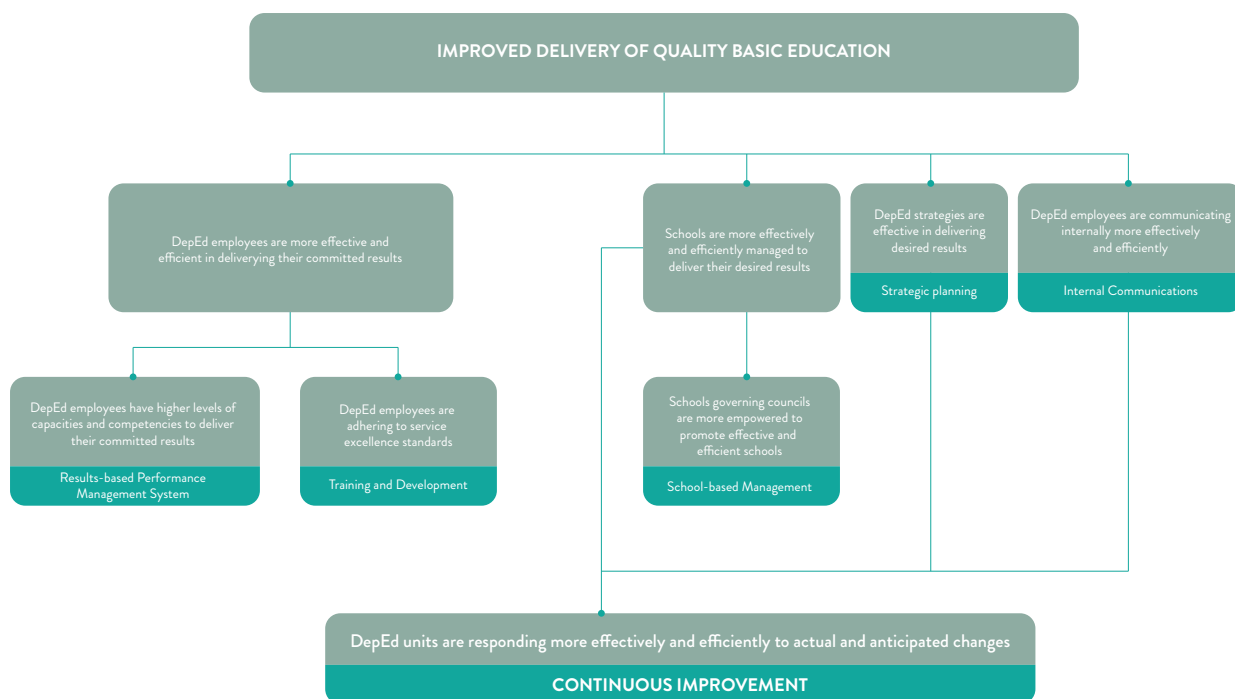 IMPROVED DELIVERY OF QUALITY BASIC EDUCATION
DepEd employees are more effective and
efficient in deliverying their committed results
Schools are more effectively
and efficiently managed to
deliver their desired results
DepEd strategies are
effective in delivering
desired results
Strategic planning
DepEd employees are communicating
internally more effectively
and efficiently
Internal Communications
DepEd employees have higher levels of
capacities and competencies to deliver
their committed results
Results-based Performance
Management System
DepEd employees are
adhering to service
excellence standards
Training and Development
Schools governing councils
are more empowered to
promote effective and
efficient schools
School-based Management
DepEd units are responding more effectively and efficiently to actual and anticipated changes
CONTINUOUS IMPROVEMENT